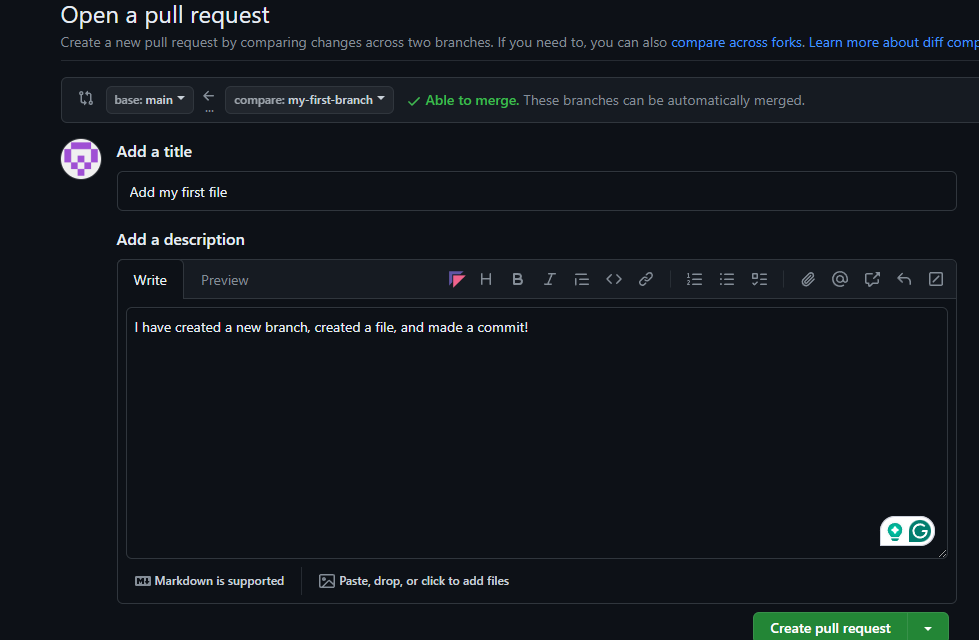 Open a pull request
Create a new pull request by comparing changes across two branches. If you need to, you can also compare across forks. Learn more about diff comp
base: main
compare: my-first-branch
Able to merge. These branches can be automatically merged.
Add a title
Add my first file
Add a description
Write Preview
I have created a new branch, created a file, and made a commit!
Markdown is supported
Paste, drop, or click to add files
Create pull request